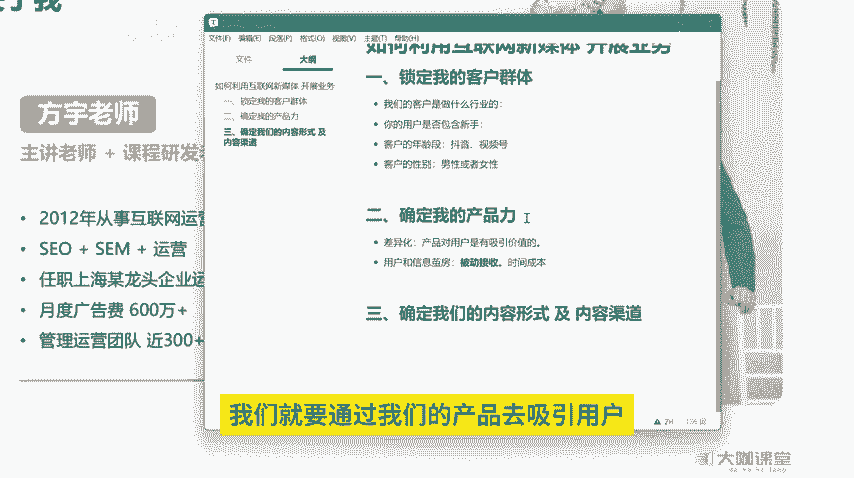 文件(F) 编辑(E) 段落(P) 格式(O) 视图(V) 主题(T) 帮助(H)
文件 大纲
如何利用互联网新媒体 开展业务
一、锁定我的客户群体
二、确定我的产品力
三、确定我们的内容形式 及
内容渠道
如何利用互联网新媒体 开展业务
一、锁定我的客户群体
我们的客户是做什么行业的：
你的用户是否包含新手：
客户的年龄段：抖音、视频号
客户的性别：男性或者女性
二、确定我的产品力
差异化：产品对用户是有吸引价值的。
用户和信息茧房：被动接收。时间成本
三、确定我们的内容形式 及 内容渠道
方宇老师
主讲老师 + 课程研发
2012年从事互联网运营
SEO + SEM + 运营
任职上海某龙头企业运
月度广告费 600万+
管理运营团队 近300+
我们就要通过我们的产品去吸引用户
大咖课堂